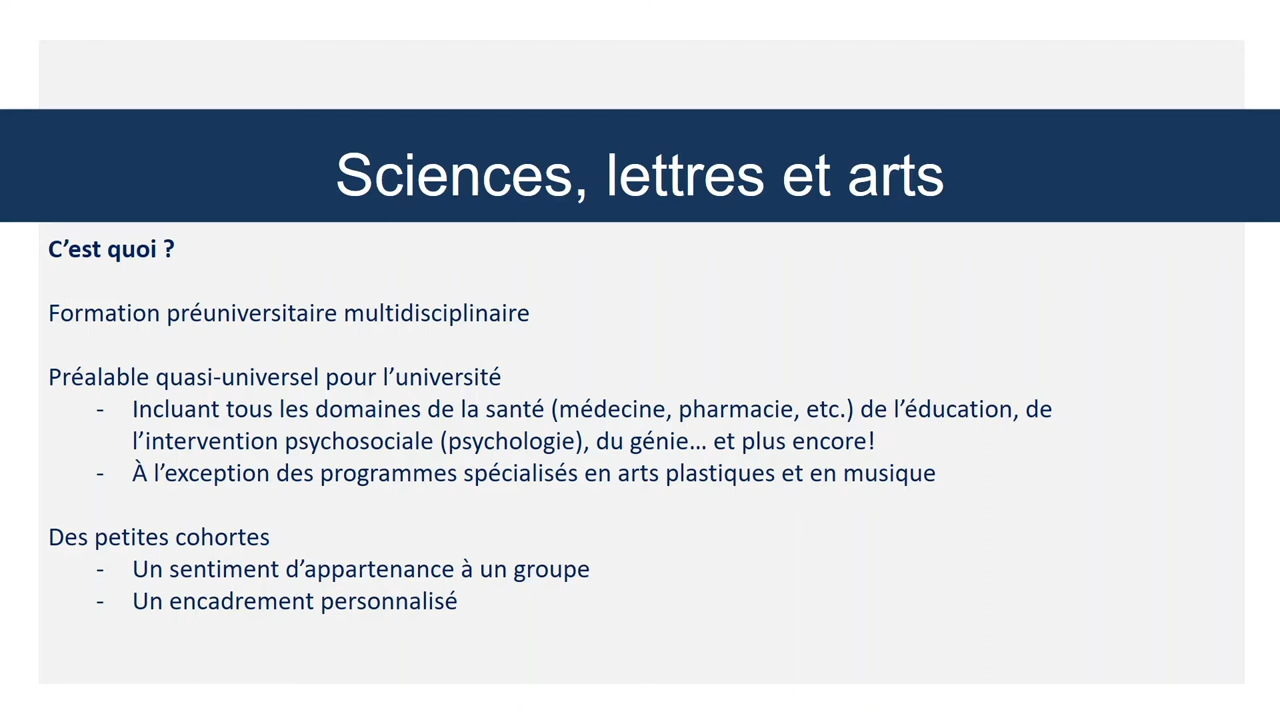 Sciences, lettres et arts
C’est quoi ?
Formation préuniversitaire multidisciplinaire
Préalable quasi-universel pour l’université
- Incluant tous les domaines de la santé (médecine, pharmacie, etc.) de l’éducation, de
l’intervention psychosociale (psychologie), du génie… et plus encore!
- À l’exception des programmes spécialisés en arts plastiques et en musique
Des petites cohortes
- Un sentiment d’appartenance à un groupe
- Un encadrement personnalisé